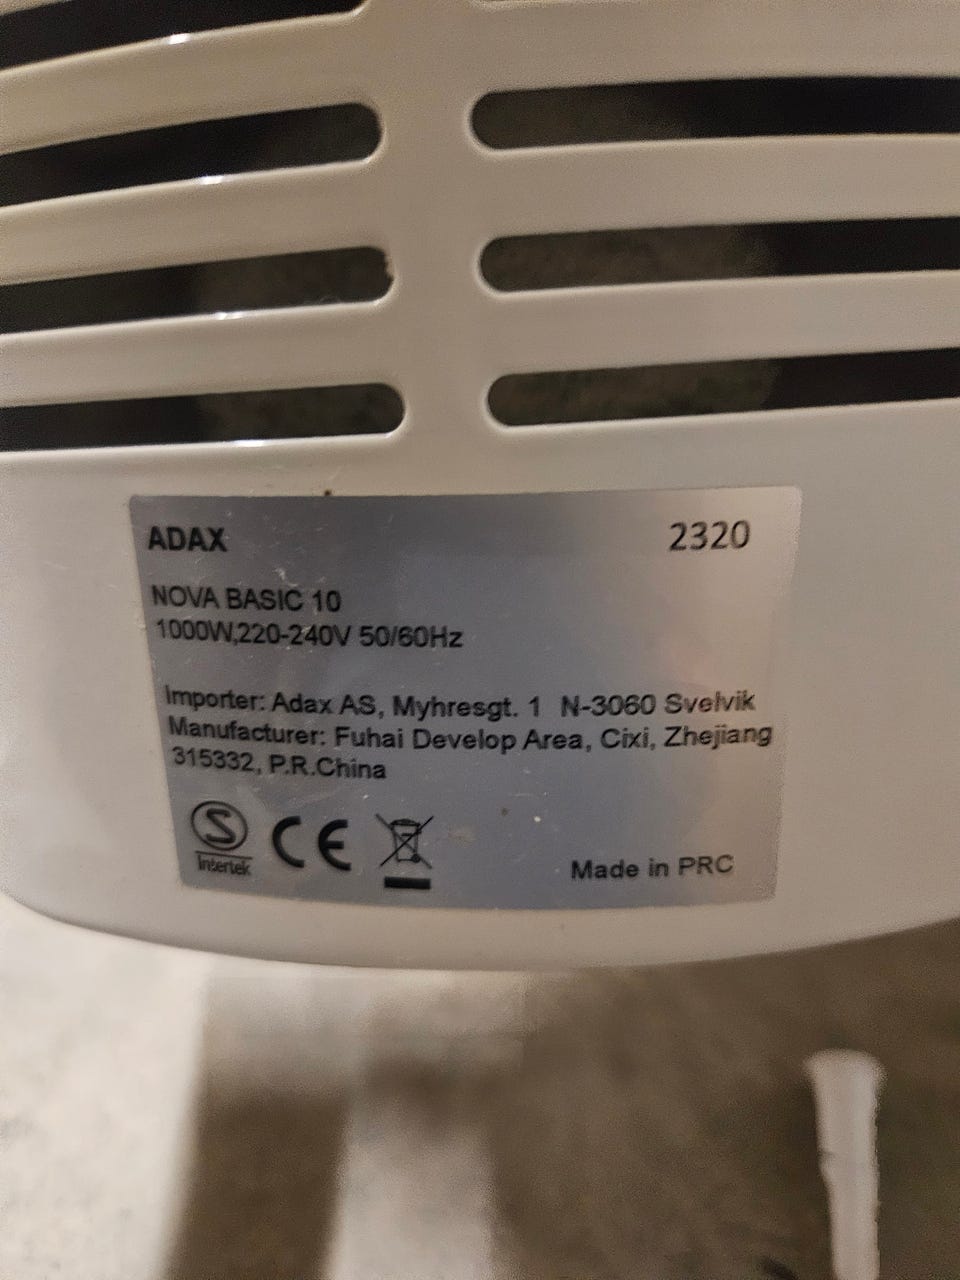 ADAX 2320
NOVA BASIC 10
1000W,220-240V 50/60Hz
Importer: Adax AS, Myhresgt. 1 N-3060 Svelvik
Manufacturer: Fuhai Develop Area, Cixi, Zhejiang
315332, P.R.China
S
Intertek
CE
Made in PRC